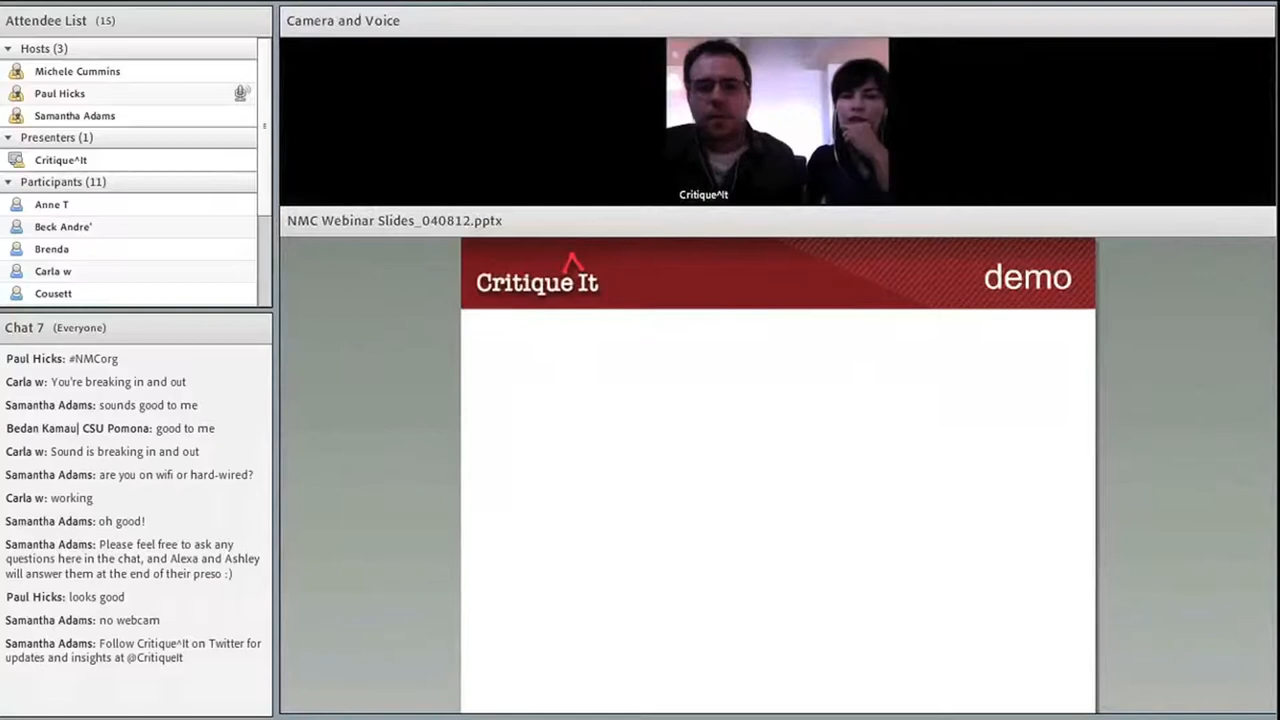 Attendee List (15)
Hosts (3)
Michele Cummins
Paul Hicks
Samantha Adams
Presenters (1)
Critique^It
Participants (11)
Anne T
Beck Andre'
Brenda
Carla w
Cousett
Chat 7 (Everyone)
Paul Hicks: #NMCorg
Carla w: You're breaking in and out
Samantha Adams: sounds good to me
Bedan Kamau| CSU Pomona: good to me
Carla w: Sound is breaking in and out
Samantha Adams: are you on wifi or hard-wired?
Carla w: working
Samantha Adams: oh good!
Samantha Adams: Please feel free to ask any
questions here in the chat, and Alexa and Ashley
will answer them at the end of their preso :)
Paul Hicks: looks good
Samantha Adams: no webcam
Samantha Adams: Follow Critique^It on Twitter for
updates and insights at @CritiqueIt
Camera and Voice
Critique^It
NMC Webinar Slides_040812.pptx
Critique^It
demo